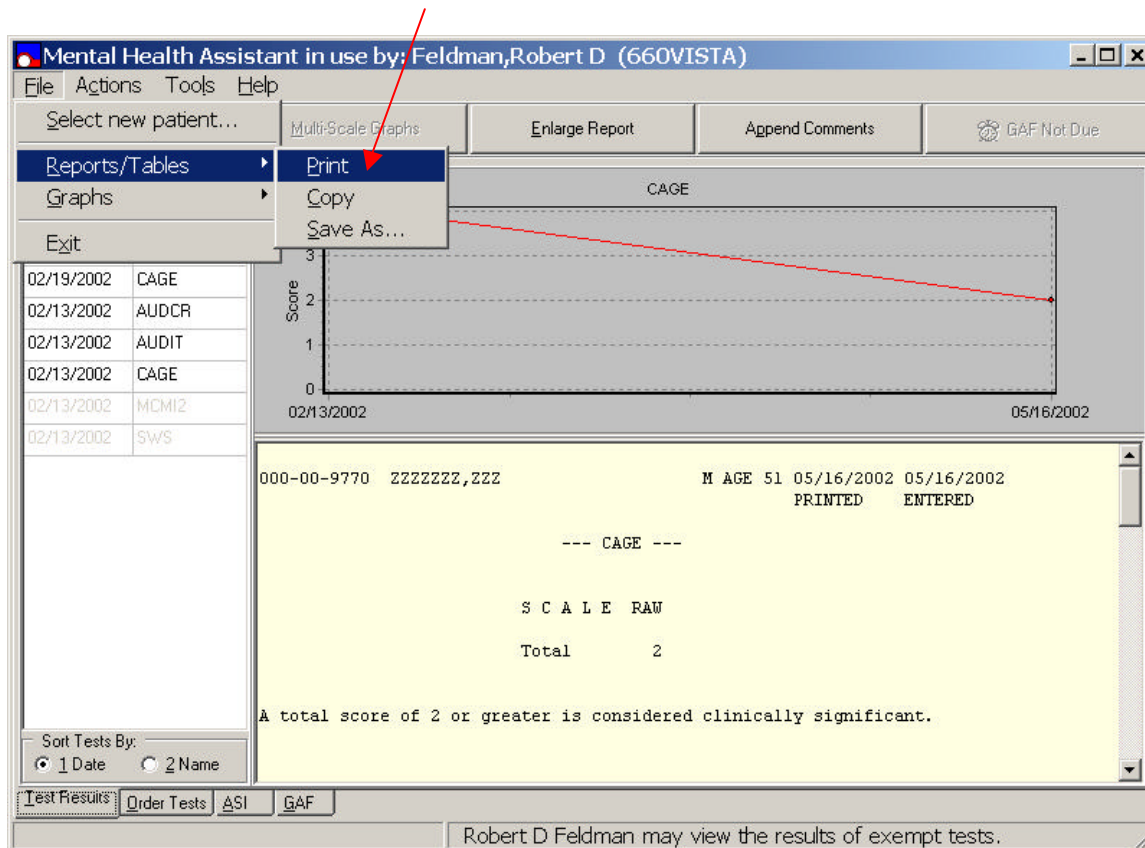 Mental Health Assistant in use by: Feldman,Robert D (660VISTA)
File Actions Tools Help
Select new patient...
Reports/Tables
Graphs
Exit
Print
Copy
Save As...
Multi-Scale Graphs
Enlarge Report
Append Comments
GAF Not Due
CAGE
Score
3
2
1
0
02/13/2002 05/16/2002
02/19/2002 CAGE
02/13/2002 AUDCR
02/13/2002 AUDIT
02/13/2002 CAGE
02/13/2002 MCMI2
02/13/2002 SWS
000-00-9770 ZZZZZZZ,ZZZ M AGE 51 05/16/2002 05/16/2002
PRINTED ENTERED
--- CAGE ---
S C A L E RAW
Total 2
A total score of 2 or greater is considered clinically significant.
Sort Tests By:
1 Date 2 Name
Test Results Order Tests ASI GAF
Robert D Feldman may view the results of exempt tests.